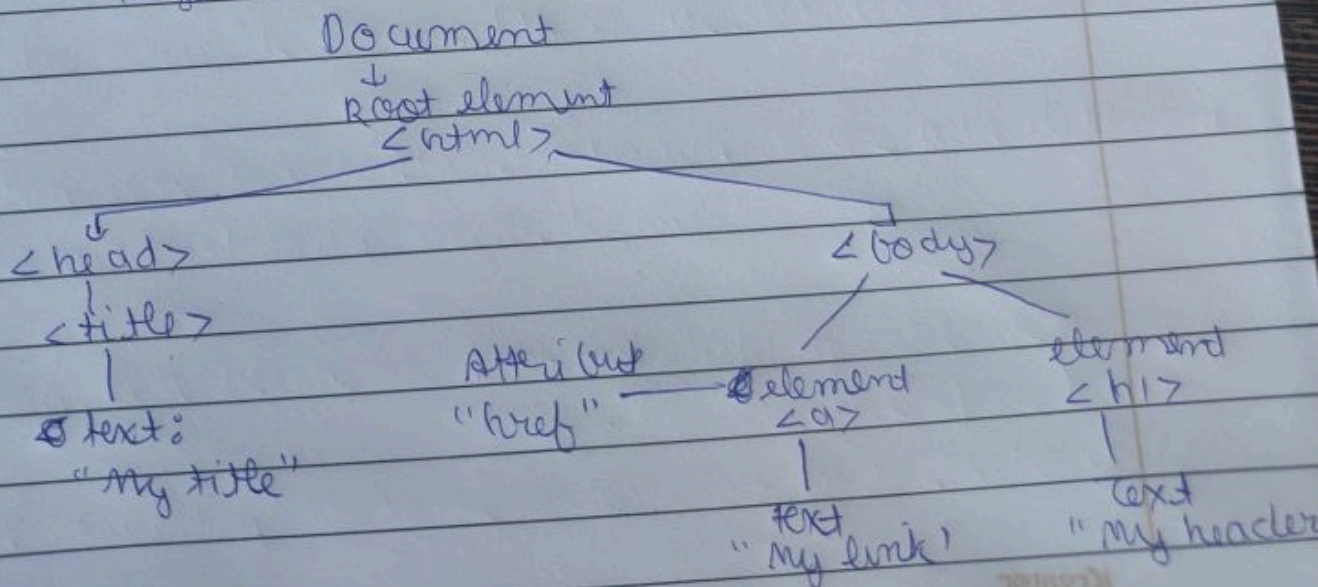 Document
↓
Root element
<html>
<head>
<body>
<title>
text:
"My title"
Attribut
"href"
element
<a>
text
"My link'
element
<h1>
text
"My header